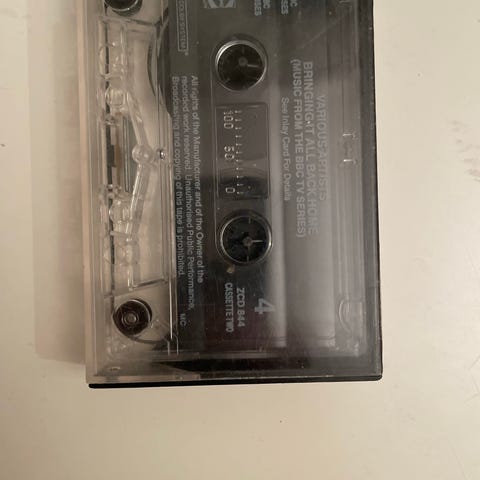 VARIOUS ARTISTS
BRINGING IT ALL BACK HOME
(MUSIC FROM THE BBC TV SERIES)
See Inlay Card For Details
100 50 0
4
ZCD 844
CASSETTE TWO
All rights of the Manufacturer and of the Owner of the
recorded work reserved. Unauthorised Public Performance,
Broadcasting and copying of this tape is prohibited.
MC